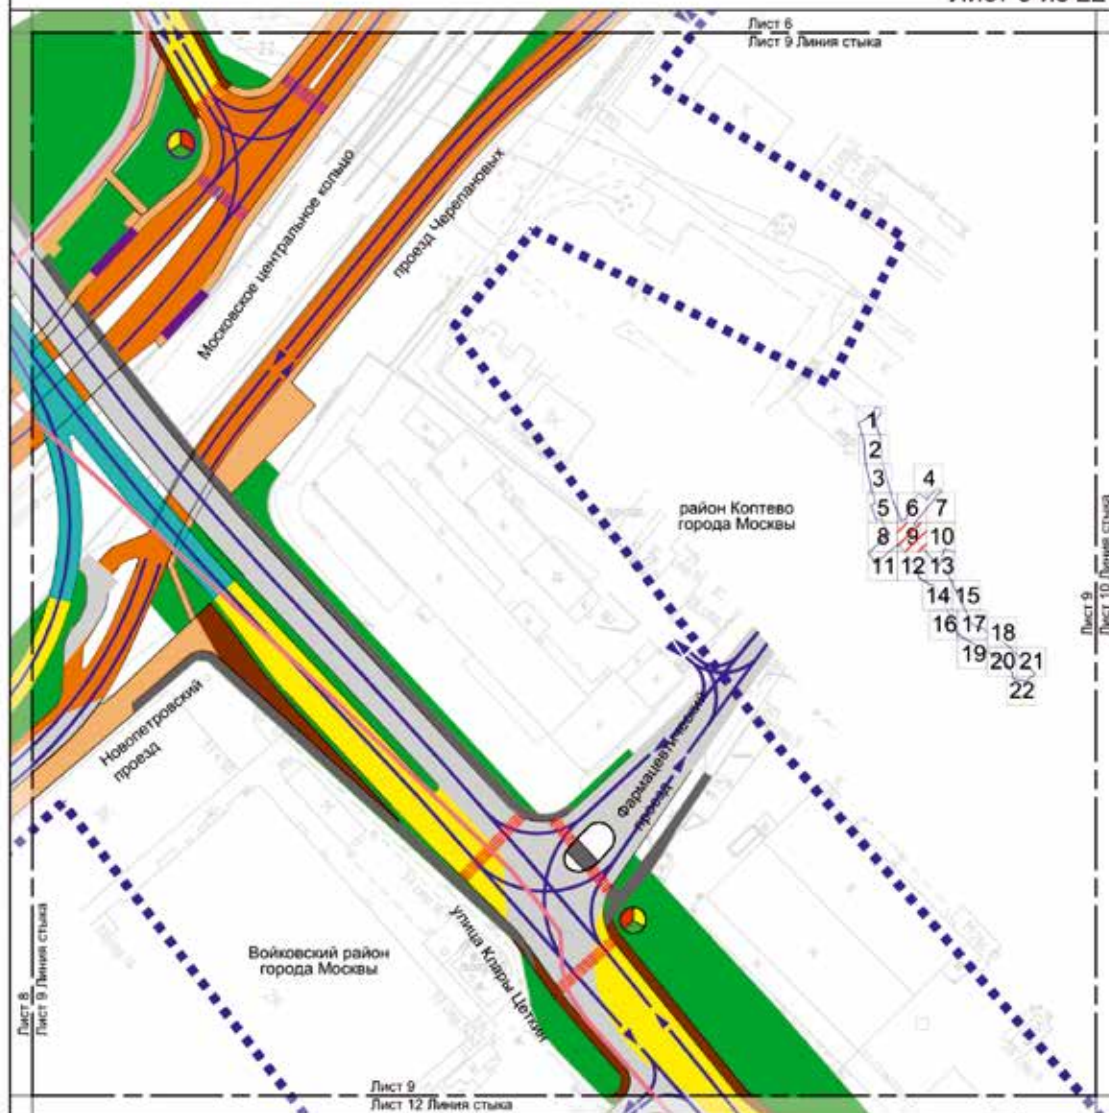 Лист 6
Лист 9 Линия стыка
Московское центральное кольцо
проезд Черепановых
1
2
3 4
5 6 7
8 9 10
11 12 13
14 15
16 17 18
19 20 21
22
район Коптево
города Москвы
Лист 9
Лист 10 Линия стыка
Новопетровский
проезд
Фармацевтический
проезд
улица Клары Цеткин
Войковский район
города Москвы
Лист 8
Лист 9 Линия стыка
Лист 9
Лист 12 Линия стыка